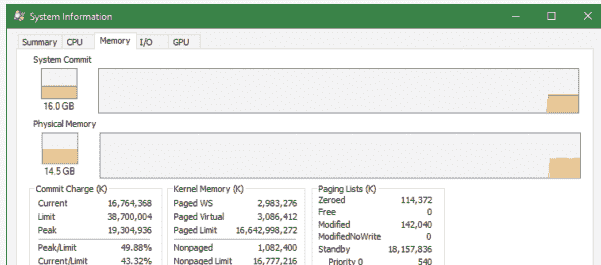 System Information
Summary CPU Memory I/O GPU
System Commit
16.0 GB
Physical Memory
14.5 GB
Commit Charge (K)
Current 16,764,368
Limit 38,700,004
Peak 19,304,936
Peak/Limit 49.88%
Current/Limit 43.32%
Kernel Memory (K)
Paged WS 2,983,276
Paged Virtual 3,086,412
Paged Limit 16,642,998,272
Nonpaged 1,082,400
Nonpaged Limit 16,777,216
Paging Lists (K)
Zeroed 114,372
Free 0
Modified 142,040
ModifiedNoWrite 0
Standby 18,157,836
Priority 0 540